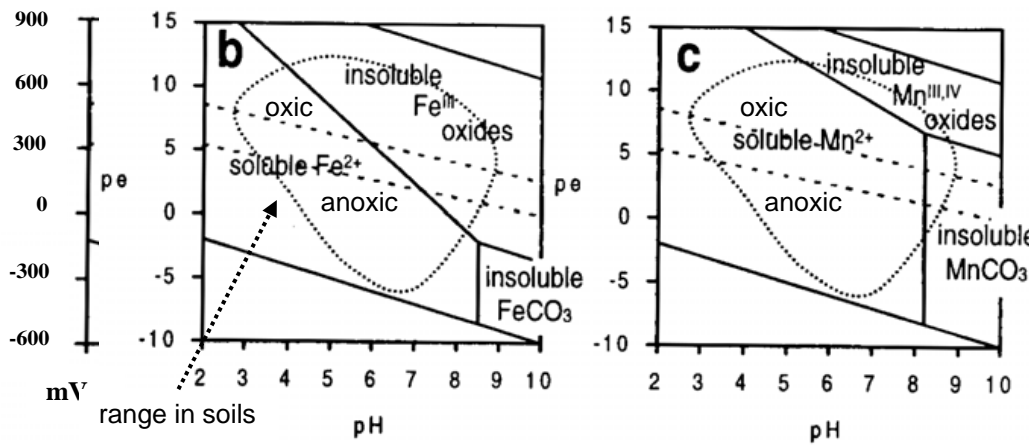 900
600
300
0
-300
-600
mV
pe
15
10
5
0
-5
-10
b
insoluble
Fe^III
oxides
oxic
soluble Fe2+
anoxic
insoluble
FeCO3
2 3 4 5 6 7 8 9 10
pH
range in soils
pe
15
10
5
0
-5
-10
c
insoluble
Mn^III,IV
oxides
oxic
soluble Mn2+
anoxic
insoluble
MnCO3
2 3 4 5 6 7 8 9 10
pH